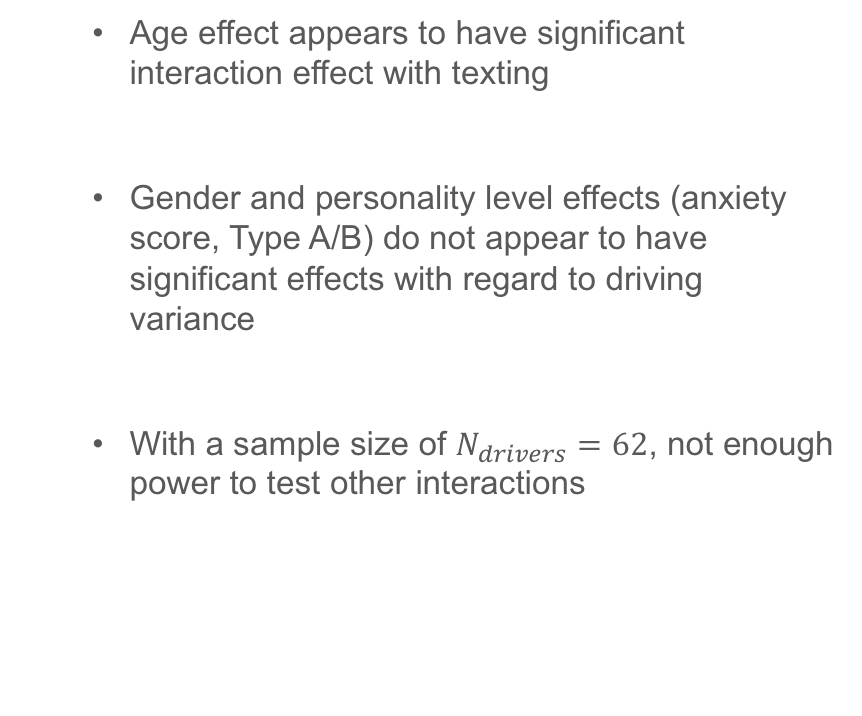 • Age effect appears to have significant
interaction effect with texting
• Gender and personality level effects (anxiety
score, Type A/B) do not appear to have
significant effects with regard to driving
variance
• With a sample size of N_drivers = 62, not enough
power to test other interactions